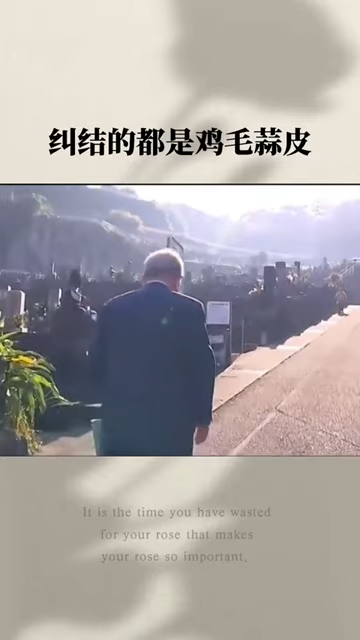 纠结的都是鸡毛蒜皮
It is the time you have wasted
for your rose that makes
your rose so important.